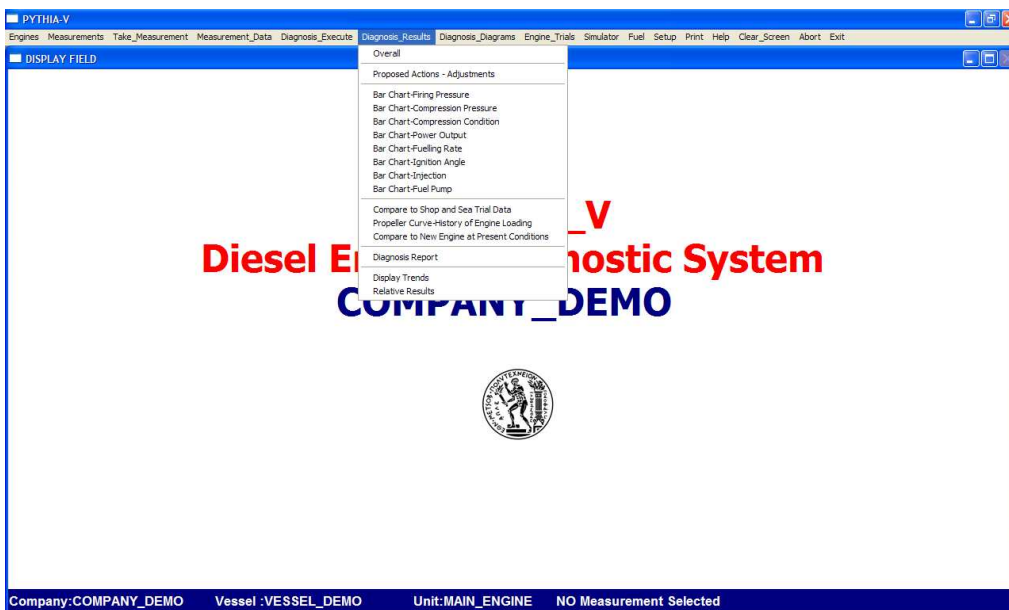 PYTHIA-V
Engines Measurements Take_Measurement Measurement_Data Diagnosis_Execute Diagnosis_Results Diagnosis_Diagrams Engine_Trials Simulator Fuel Setup Print Help Clear_Screen Abort Exit
DISPLAY FIELD
Overall
Proposed Actions - Adjustments
Bar Chart-Firing Pressure
Bar Chart-Compression Pressure
Bar Chart-Compression Condition
Bar Chart-Power Output
Bar Chart-Fuelling Rate
Bar Chart-Ignition Angle
Bar Chart-Injection
Bar Chart-Fuel Pump
Compare to Shop and Sea Trial Data
Propeller Curve-History of Engine Loading
Compare to New Engine at Present Conditions
Diagnosis Report
Display Trends
Relative Results
_V
Diesel E nostic System
COMPANY_DEMO
Company:COMPANY_DEMO Vessel :VESSEL_DEMO Unit:MAIN_ENGINE NO Measurement Selected